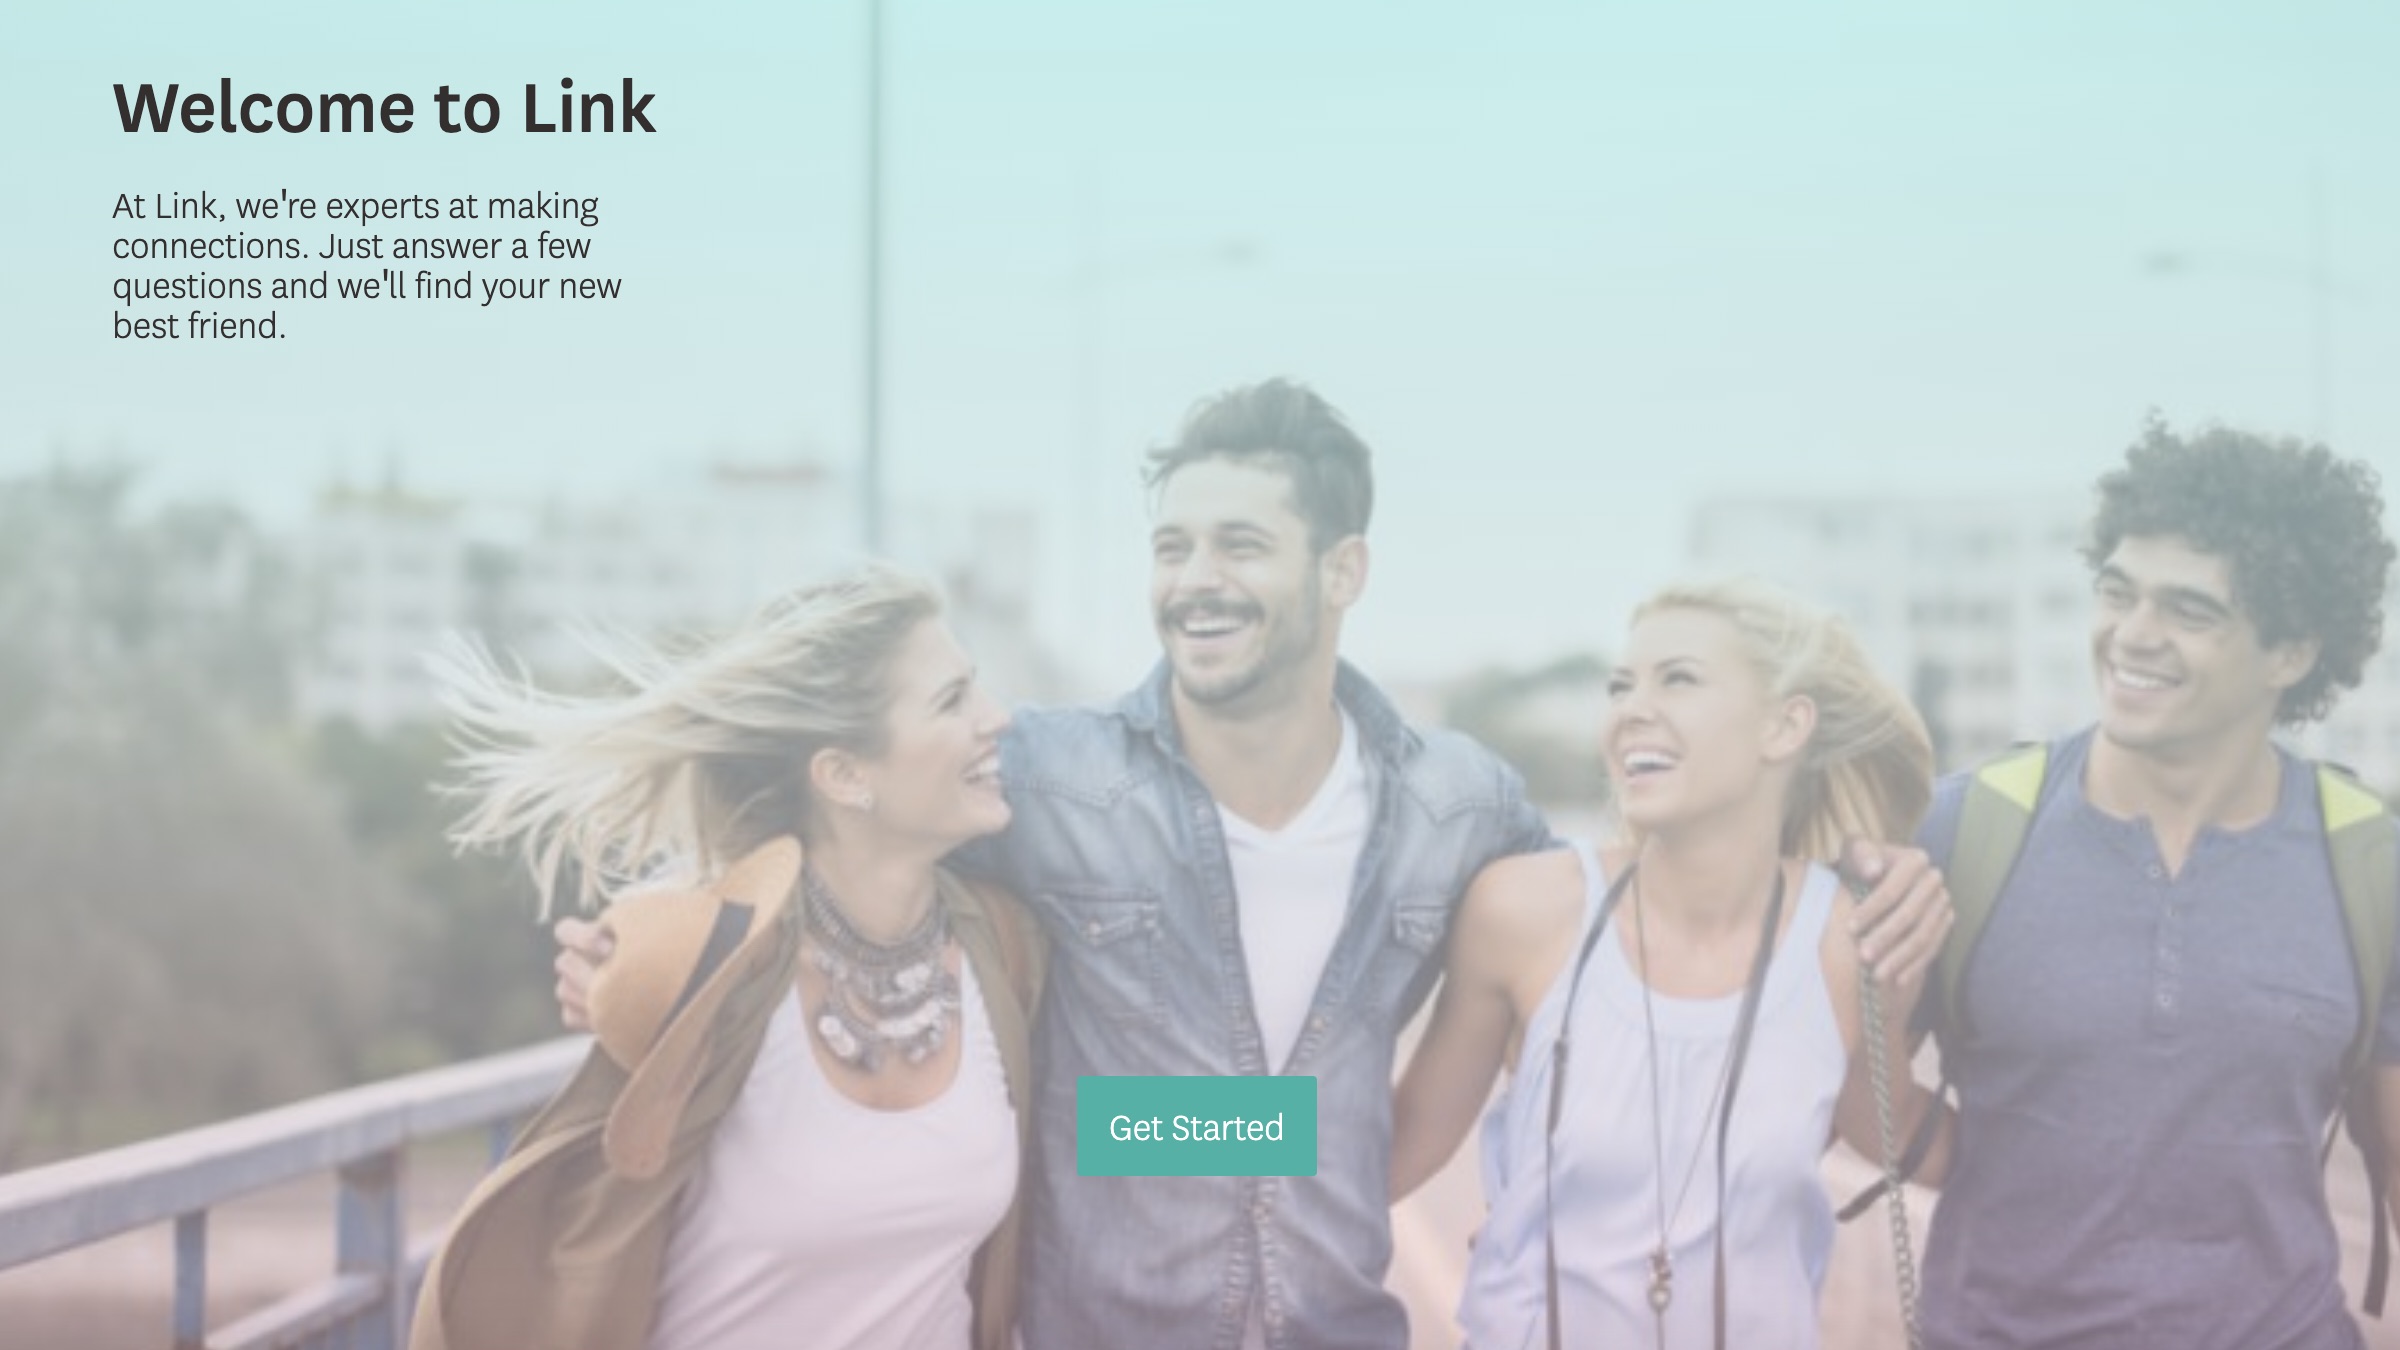 Welcome to Link
At Link, we're experts at making
connections. Just answer a few
questions and we'll find your new
best friend.
Get Started